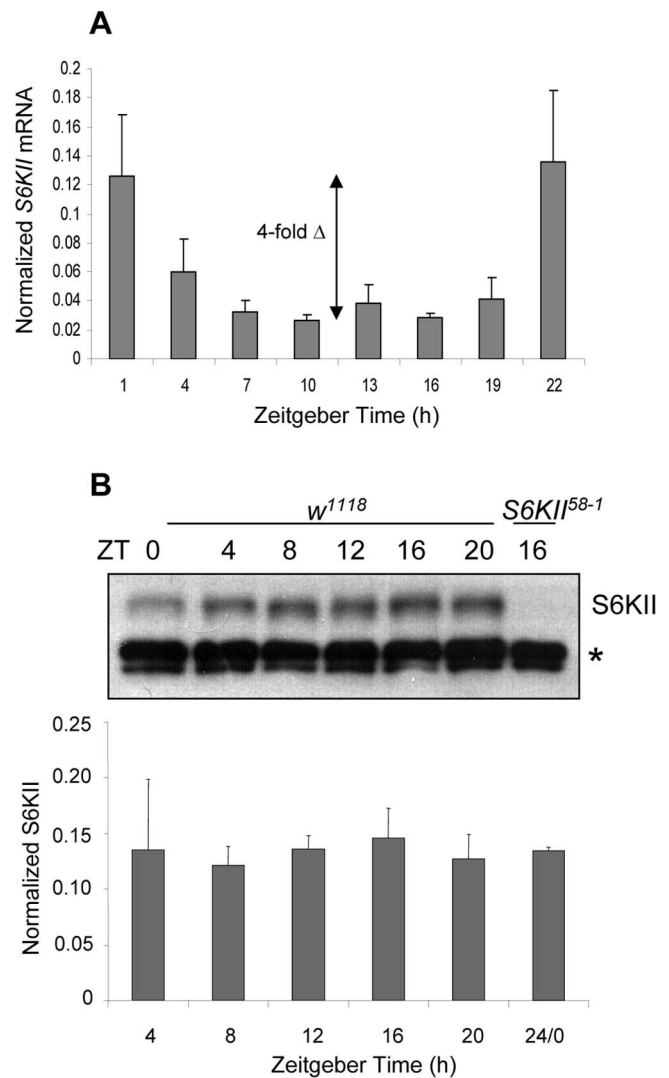 A
Normalized S6KII mRNA
0.2
0.18
0.16
0.14
0.12
0.1
0.08
0.06
0.04
0.02
0
4-fold Δ
1 4 7 10 13 16 19 22
Zeitgeber Time (h)
B
w1118 S6KII58-1
ZT 0 4 8 12 16 20 16
S6KII
*
Normalized S6KII
0.25
0.20
0.15
0.10
0.05
0
4 8 12 16 20 24/0
Zeitgeber Time (h)